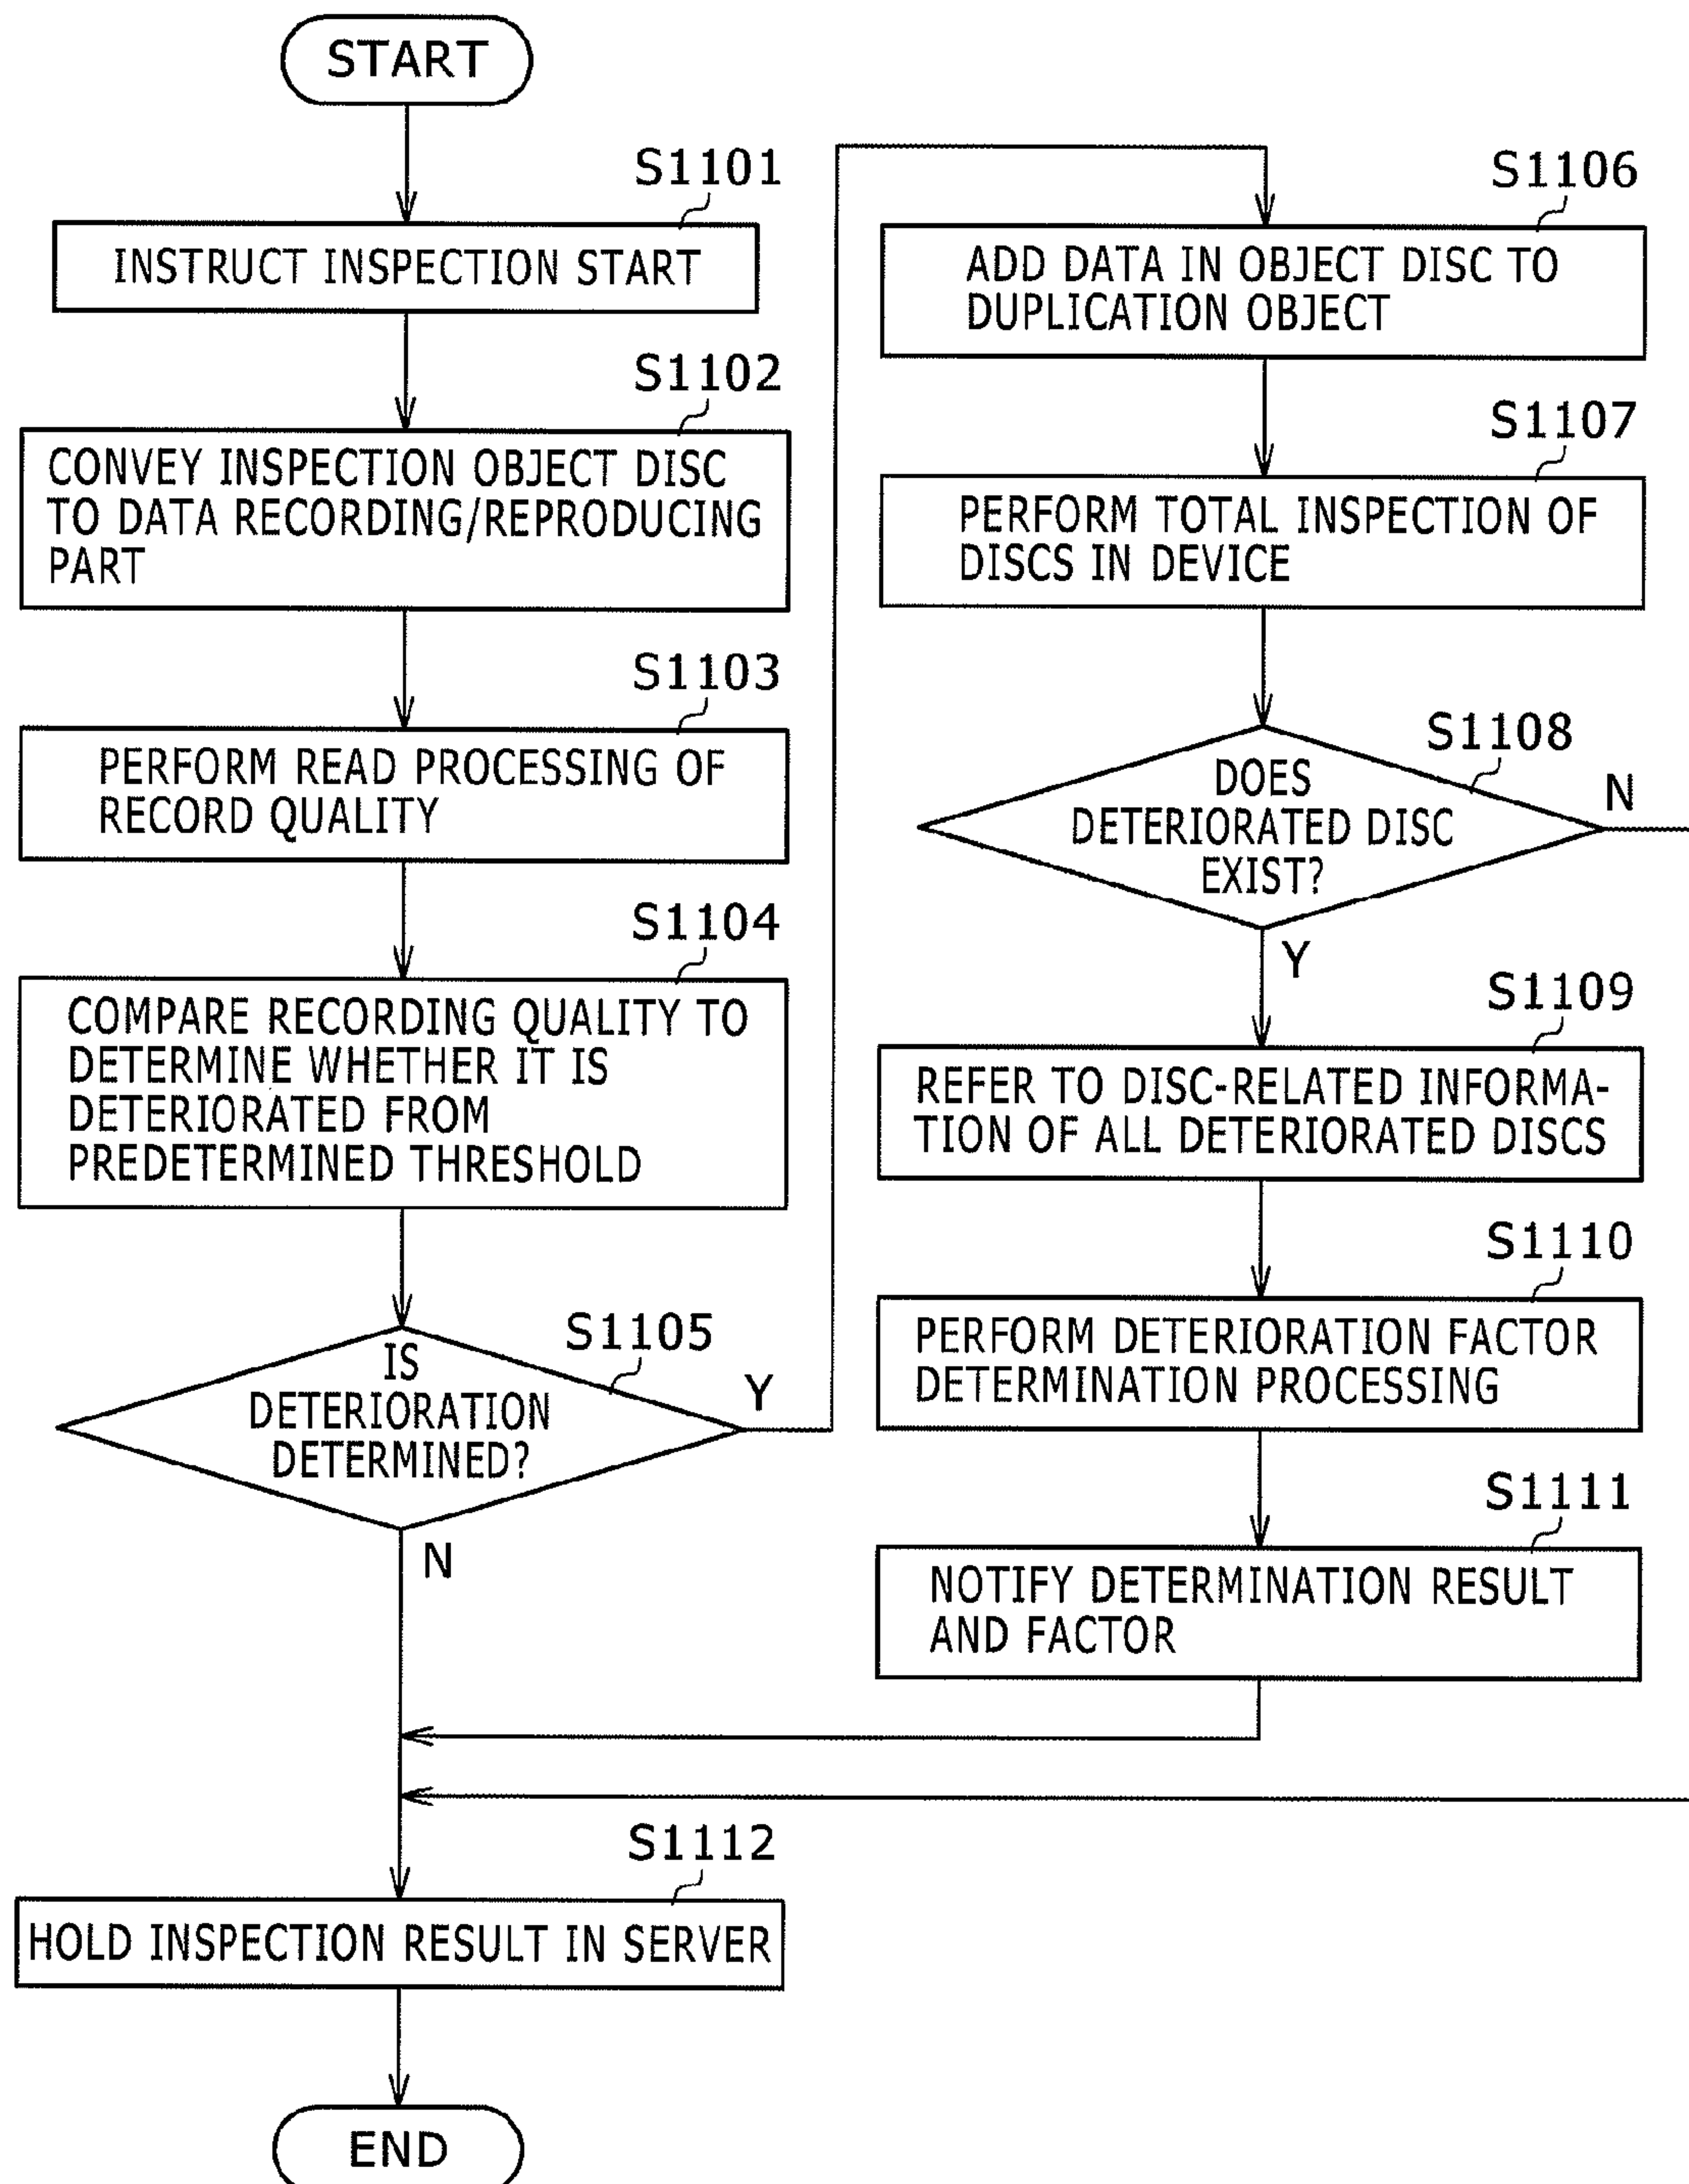 START
S1101
INSTRUCT INSPECTION START
S1102
CONVEY INSPECTION OBJECT DISC
TO DATA RECORDING/REPRODUCING
PART
S1103
PERFORM READ PROCESSING OF
RECORD QUALITY
S1104
COMPARE RECORDING QUALITY TO
DETERMINE WHETHER IT IS
DETERIORATED FROM
PREDETERMINED THRESHOLD
S1105
IS
DETERIORATION
DETERMINED?
Y
N
S1106
ADD DATA IN OBJECT DISC TO
DUPLICATION OBJECT
S1107
PERFORM TOTAL INSPECTION OF
DISCS IN DEVICE
S1108
DOES
DETERIORATED DISC
EXIST?
N
Y
S1109
REFER TO DISC-RELATED INFORMA-
TION OF ALL DETERIORATED DISCS
S1110
PERFORM DETERIORATION FACTOR
DETERMINATION PROCESSING
S1111
NOTIFY DETERMINATION RESULT
AND FACTOR
S1112
HOLD INSPECTION RESULT IN SERVER
END